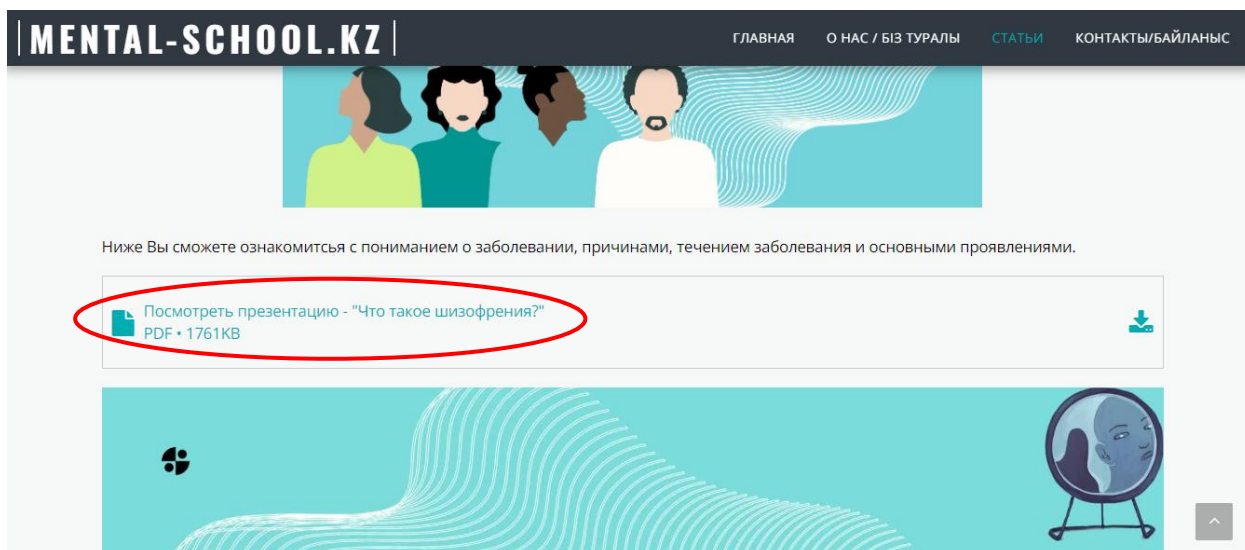 MENTAL-SCHOOL.KZ
ГЛАВНАЯ О НАС / БІЗ ТУРАЛЫ СТАТЬИ КОНТАКТЫ/БАЙЛАНЫС
Ниже Вы сможете ознакомитсья с пониманием о заболевании, причинами, течением заболевания и основными проявлениями.
Посмотреть презентацию - "Что такое шизофрения?"
PDF • 1761KB